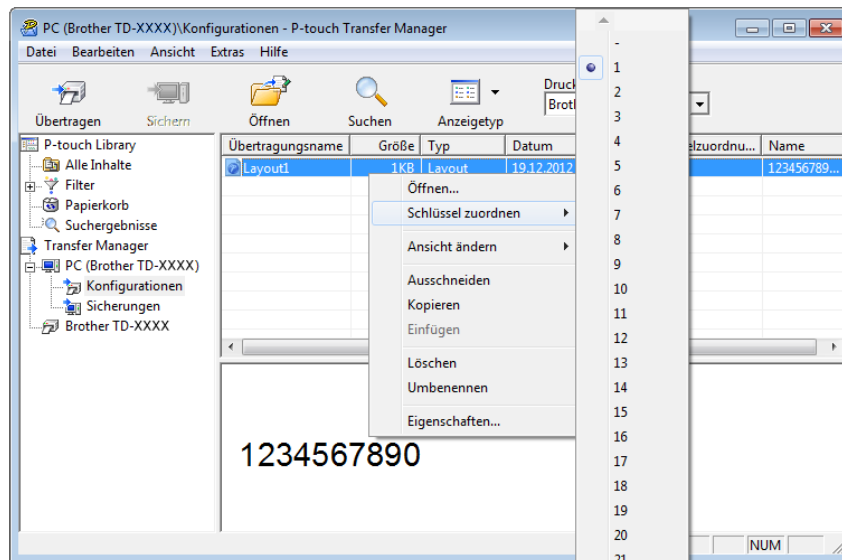 PC (Brother TD-XXXX)\Konfigurationen - P-touch Transfer Manager
Datei Bearbeiten Ansicht Extras Hilfe
Übertragen Sichern Öffnen Suchen Anzeigetyp
Druck
Brotl
P-touch Library
Alle Inhalte
Filter
Papierkorb
Suchergebnisse
Transfer Manager
PC (Brother TD-XXXX)
Konfigurationen
Sicherungen
Brother TD-XXXX
Übertragungsname Größe Typ Datum elzuordnu... Name
Layout1 1KB Layout 19.12.2012 123456789...
Öffnen...
Schlüssel zuordnen
Ansicht ändern
Ausschneiden
Kopieren
Einfügen
Löschen
Umbenennen
Eigenschaften...
-
1
2
3
4
5
6
7
8
9
10
11
12
13
14
15
16
17
18
19
20
21
1234567890
NUM